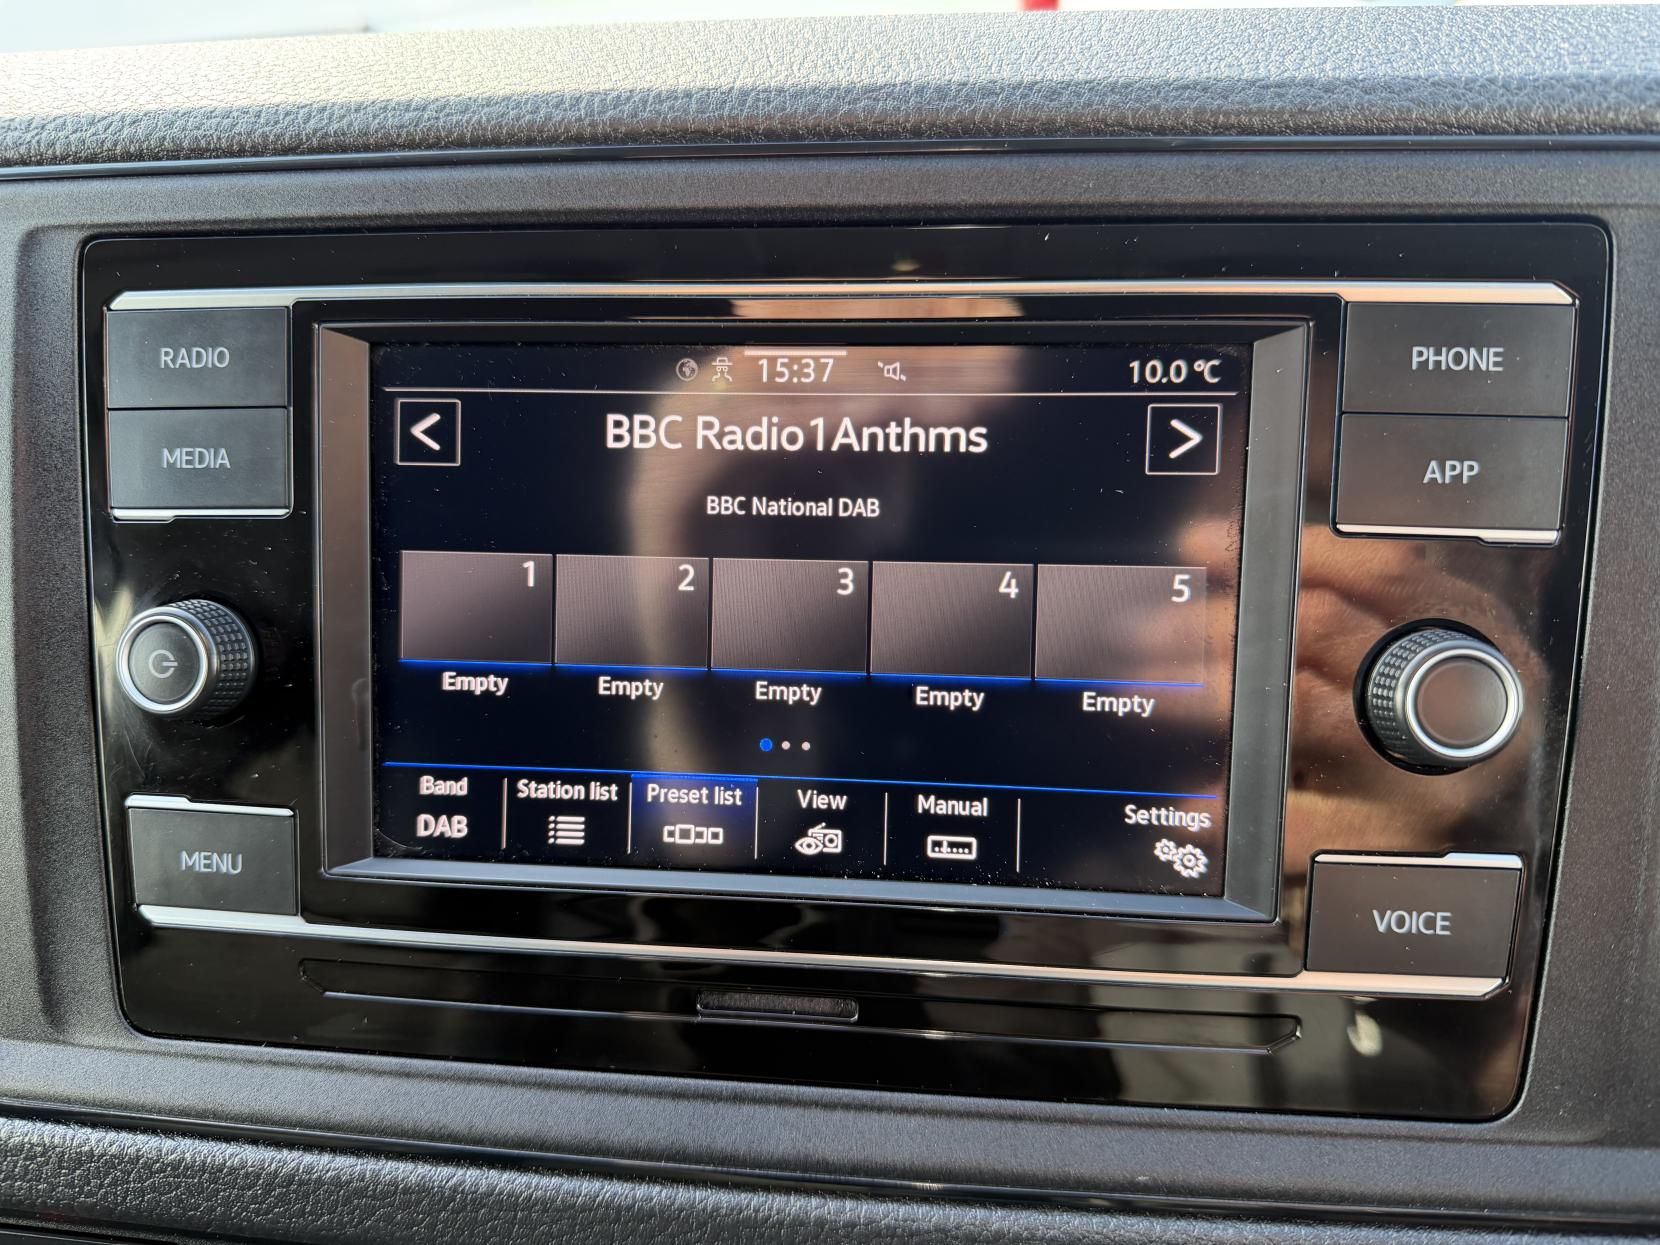 RADIO
MEDIA
MENU
PHONE
APP
VOICE
15:37
10.0 °C
<
BBC Radio1Anthms
>
BBC National DAB
1 2 3 4 5
Empty Empty Empty Empty Empty
Band Station list Preset list View Manual Settings
DAB